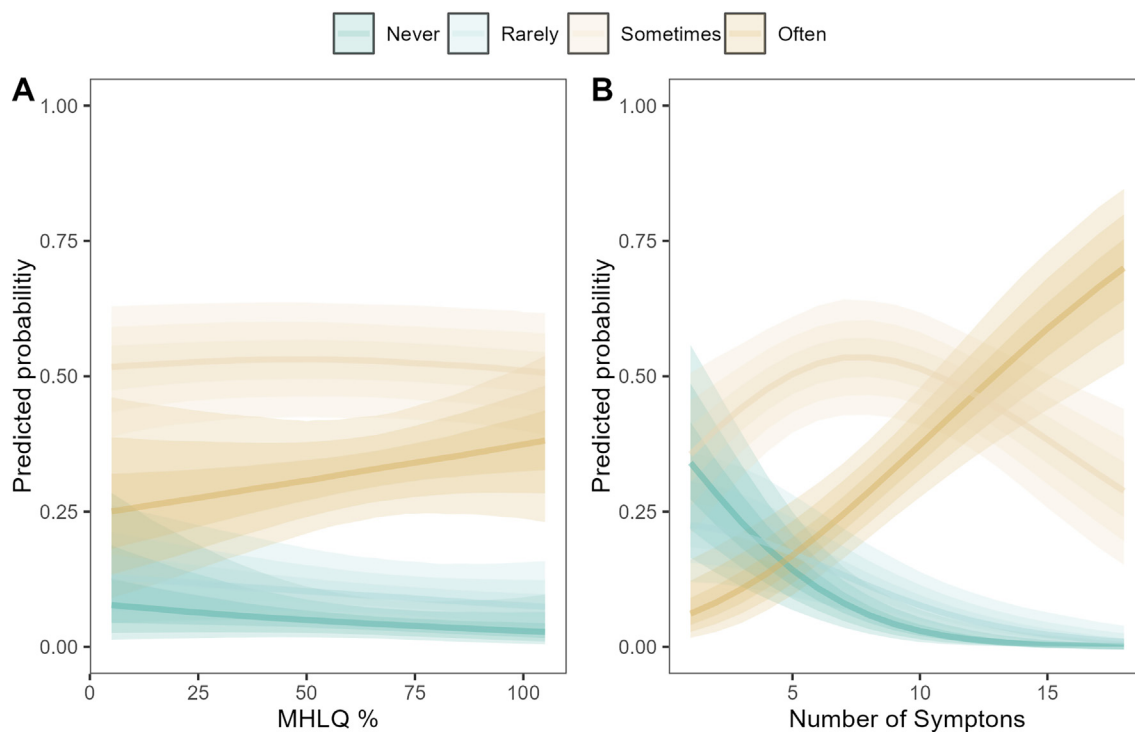 Never Rarely Sometimes Often
A B
1.00 1.00
0.75 0.75
0.50 0.50
0.25 0.25
0.00 0.00
Predicted probabilitiy Predicted probabilitiy
0 25 50 75 100 5 10 15
MHLQ % Number of Symptons